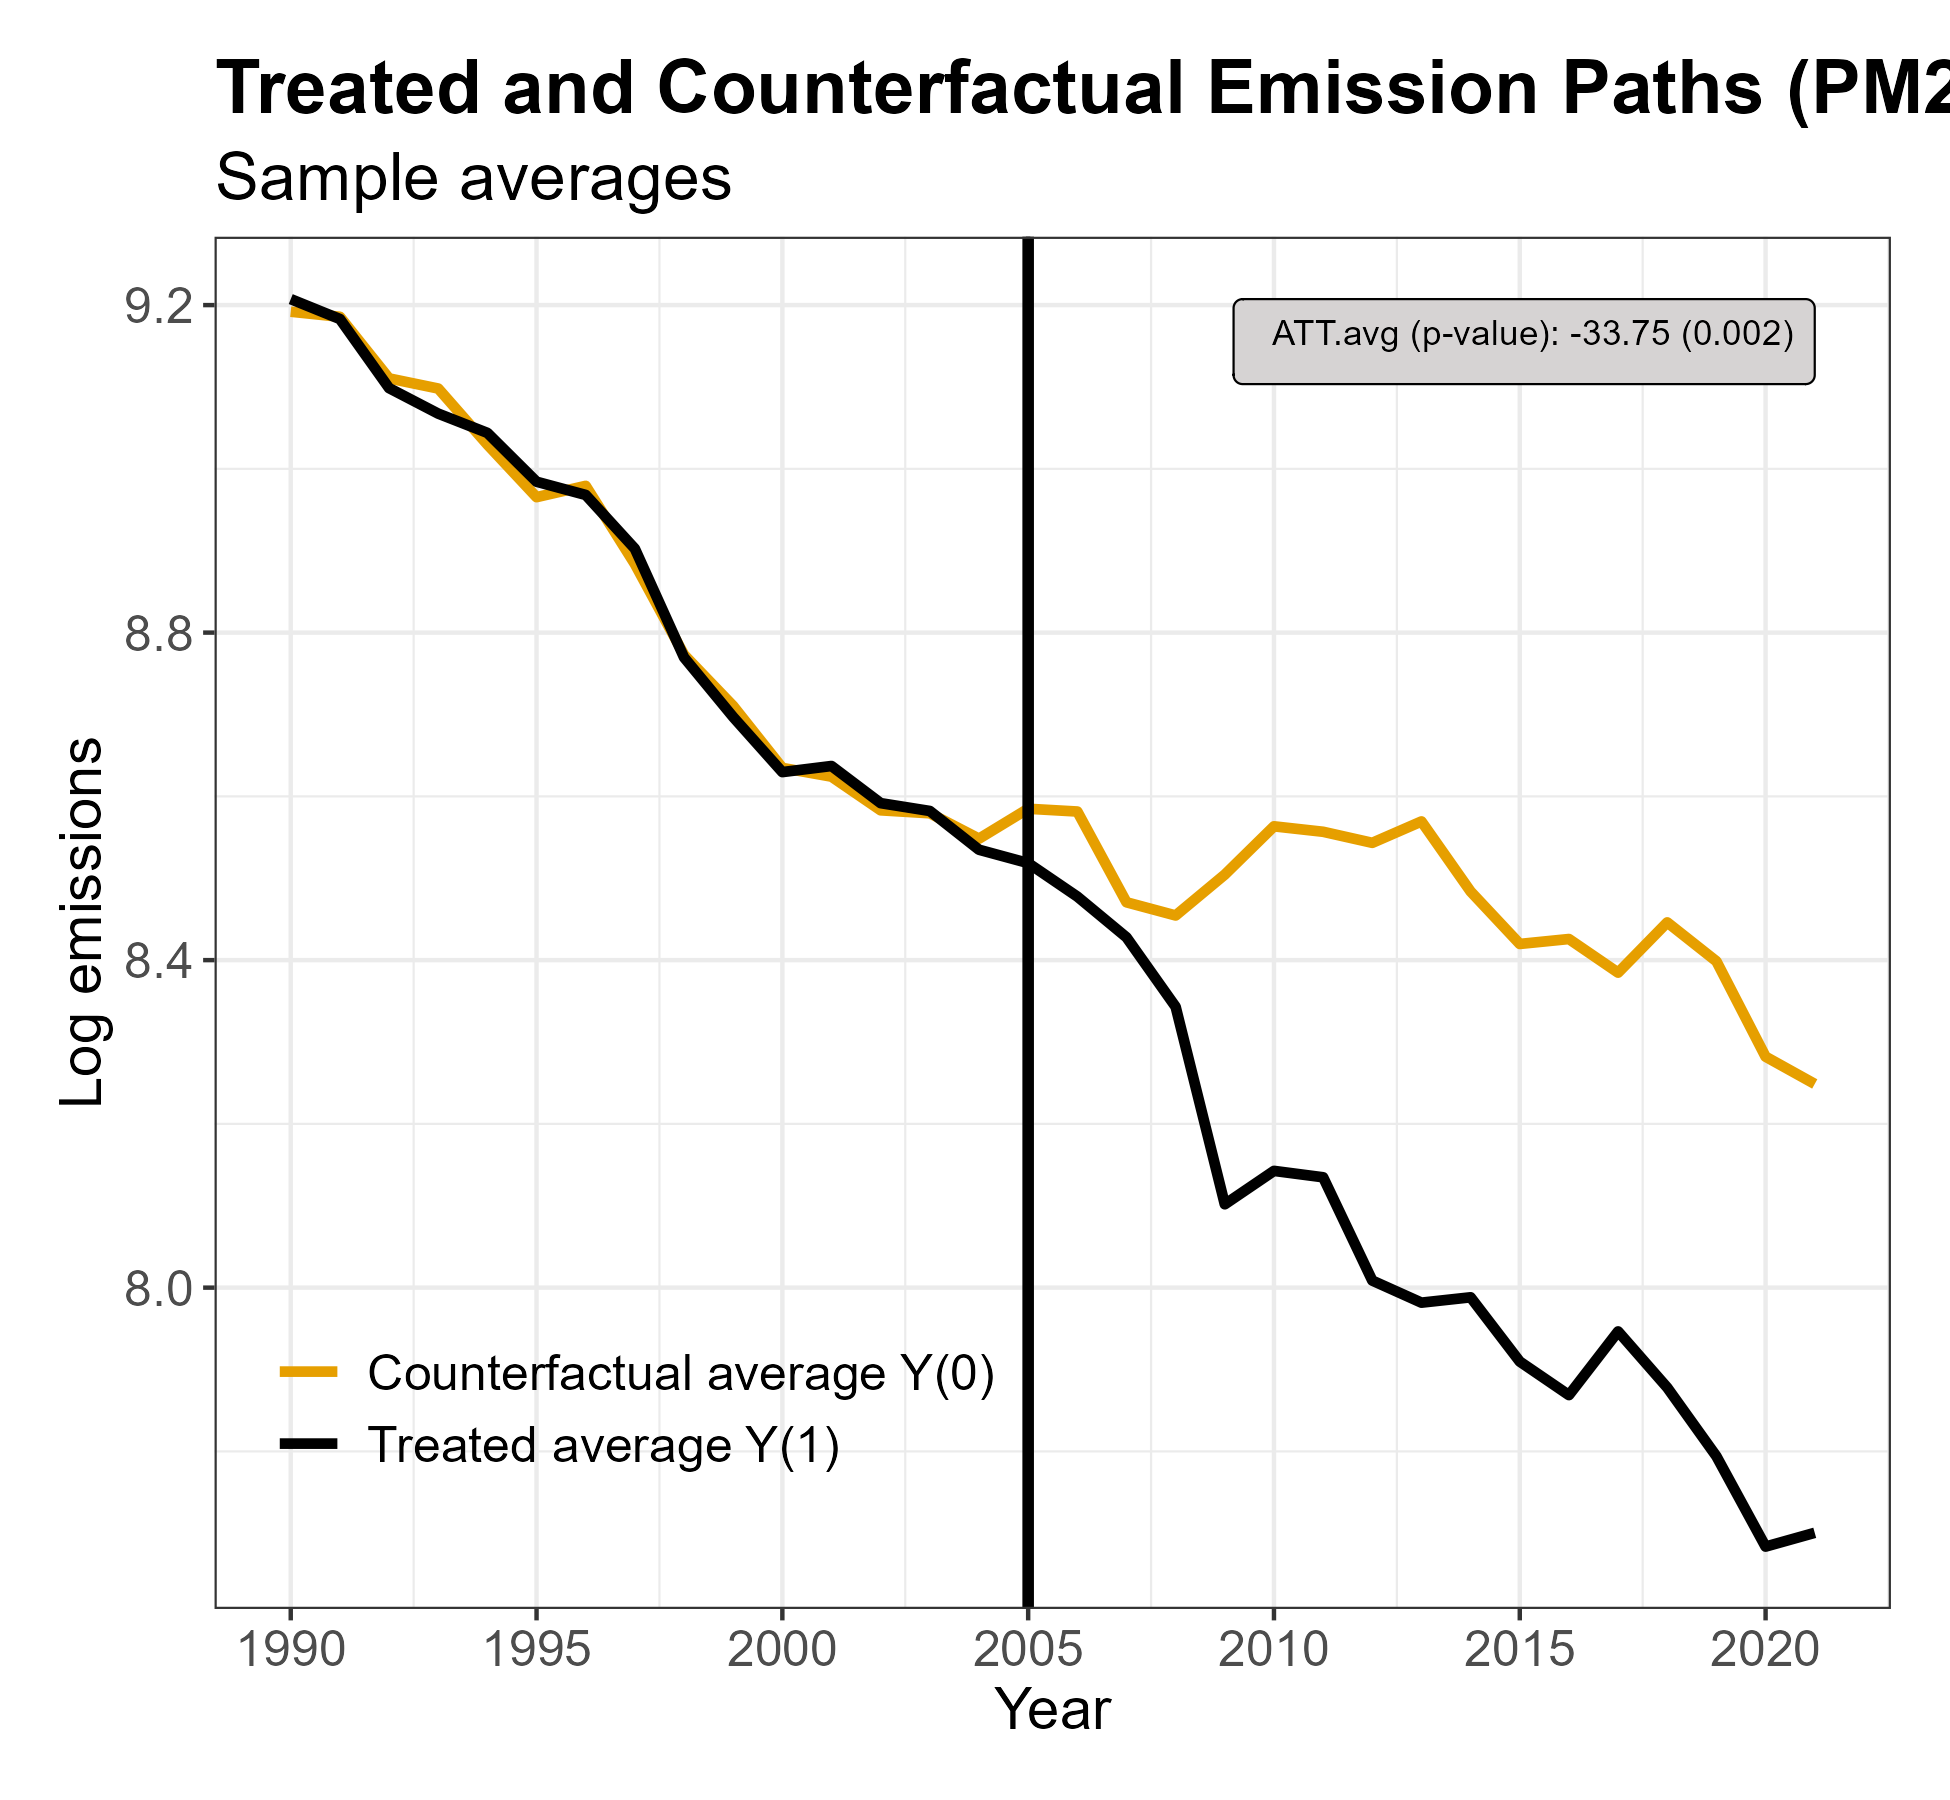 Treated and Counterfactual Emission Paths (PM2
Sample averages
ATT.avg (p-value): -33.75 (0.002)
9.2
8.8
8.4
8.0
Log emissions
Counterfactual average Y(0)
Treated average Y(1)
1990 1995 2000 2005 2010 2015 2020
Year